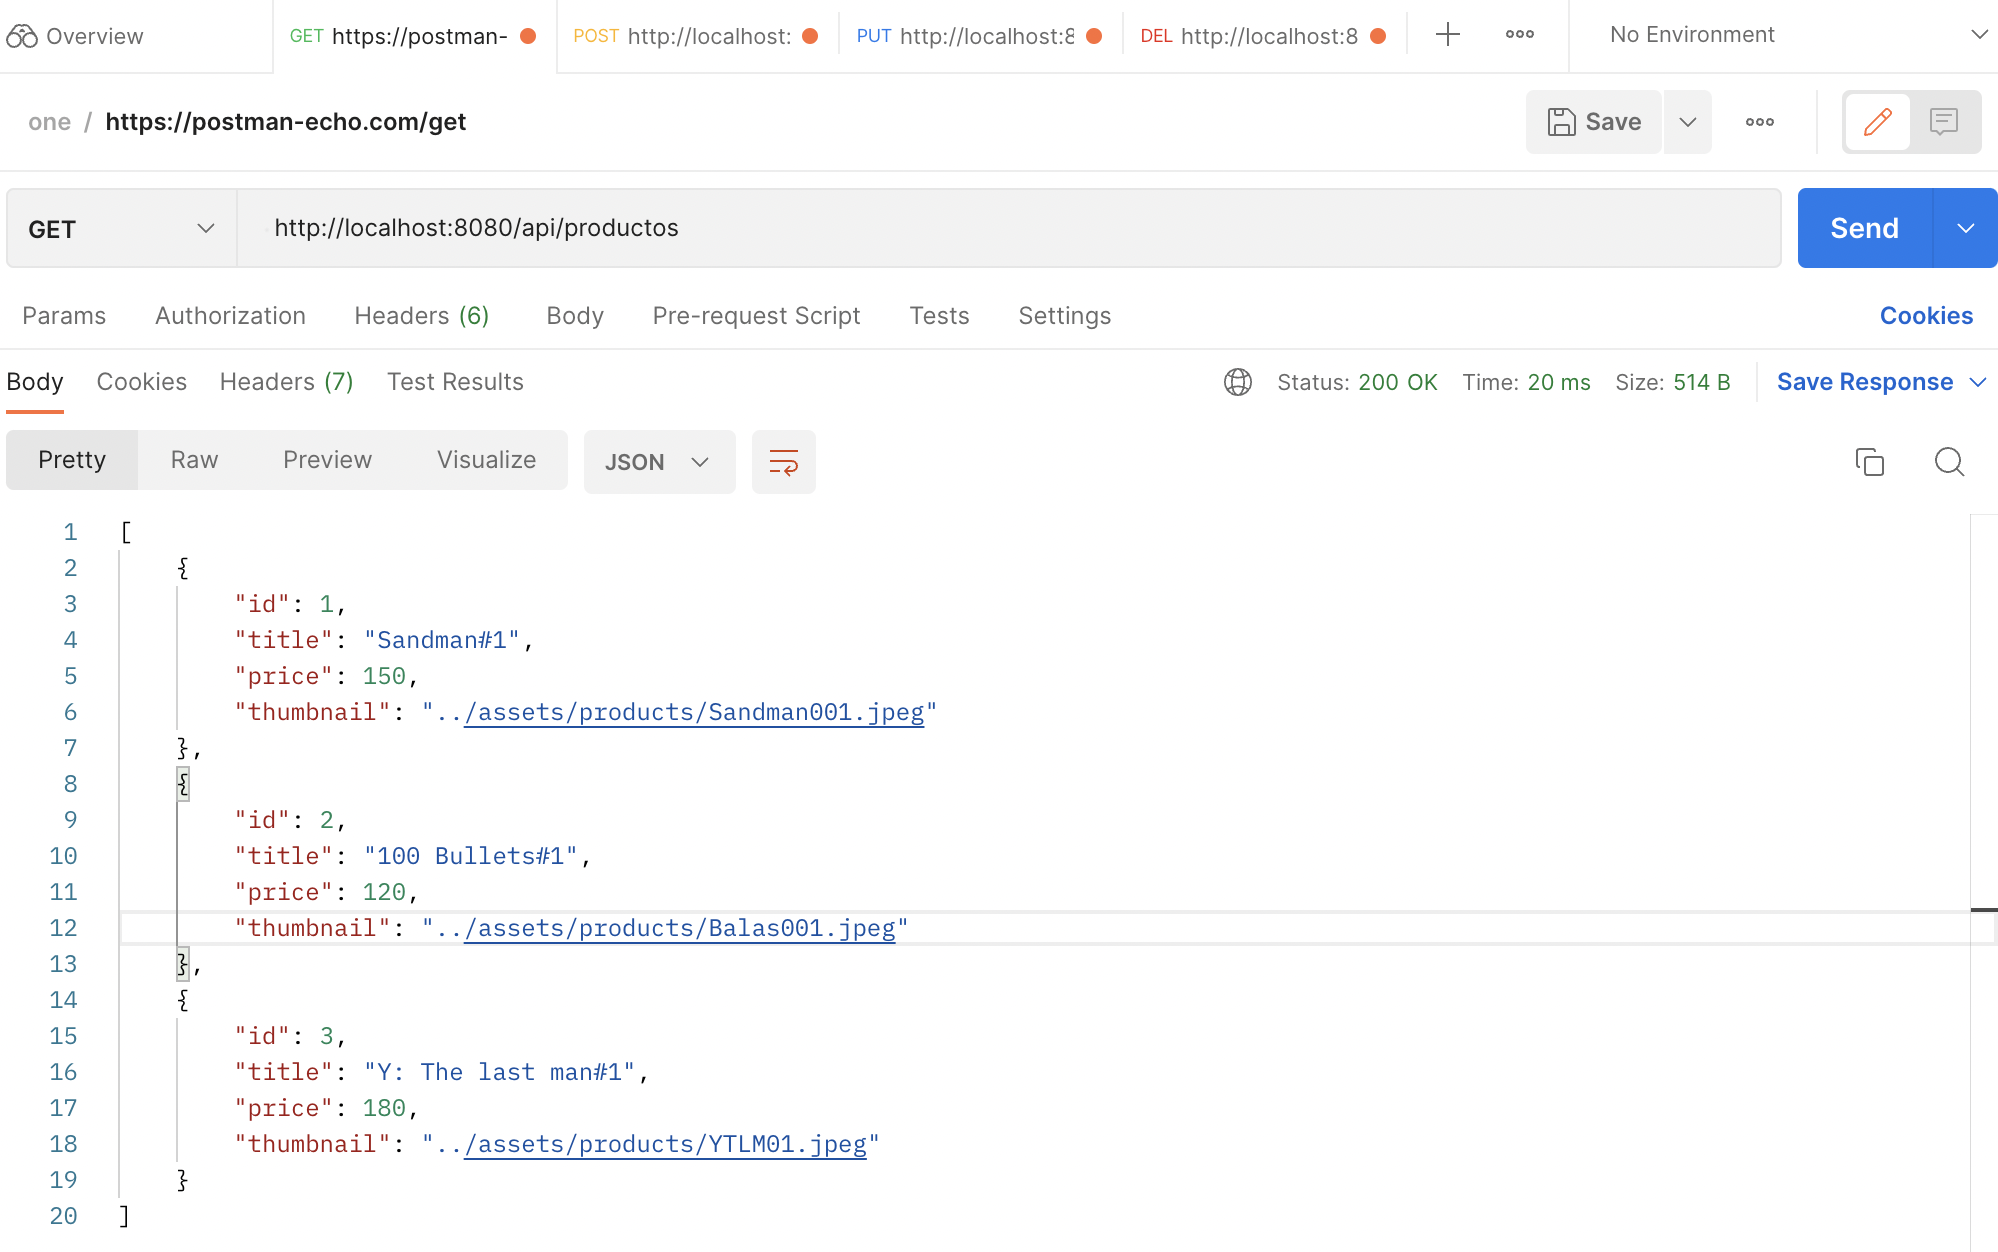 Overview
GET https://postman-
POST http://localhost:
PUT http://localhost:8
DEL http://localhost:8
No Environment
one / https://postman-echo.com/get
Save
GET http://localhost:8080/api/productos Send
Params Authorization Headers (6) Body Pre-request Script Tests Settings Cookies
Body Cookies Headers (7) Test Results Status: 200 OK Time: 20 ms Size: 514 B Save Response
Pretty Raw Preview Visualize JSON
1 [
2 {
3 "id": 1,
4 "title": "Sandman#1",
5 "price": 150,
6 "thumbnail": "../assets/products/Sandman001.jpeg"
7 },
8 {
9 "id": 2,
10 "title": "100 Bullets#1",
11 "price": 120,
12 "thumbnail": "../assets/products/Balas001.jpeg"
13 },
14 {
15 "id": 3,
16 "title": "Y: The last man#1",
17 "price": 180,
18 "thumbnail": "../assets/products/YTLM01.jpeg"
19 }
20 ]